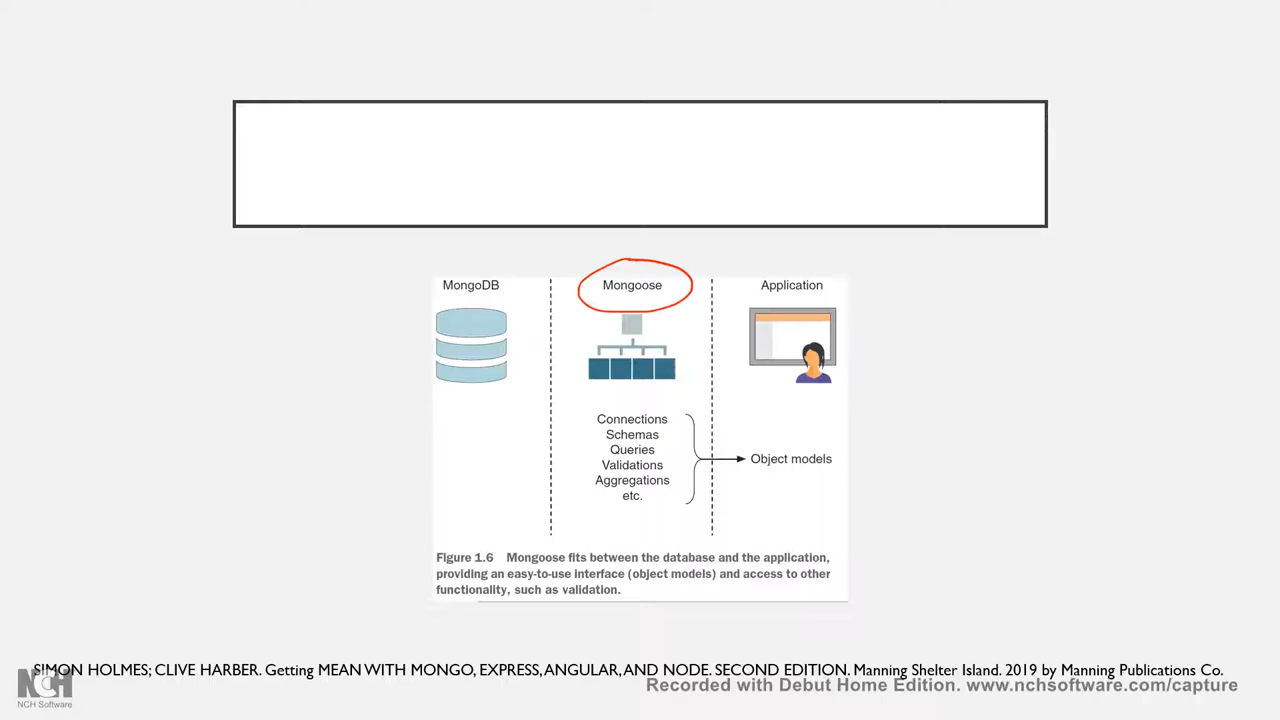 MongoDB
Mongoose
Application
Connections
Schemas
Queries
Validations
Aggregations
etc.
Object models
Figure 1.6 Mongoose fits between the database and the application,
providing an easy-to-use interface (object models) and access to other
functionality, such as validation.
SIMON HOLMES; CLIVE HARBER. Getting MEAN WITH MONGO, EXPRESS, ANGULAR, AND NODE. SECOND EDITION. Manning Shelter Island. 2019 by Manning Publications Co.
Recorded with Debut Home Edition. www.nchsoftware.com/capture
NCH
NCH Software